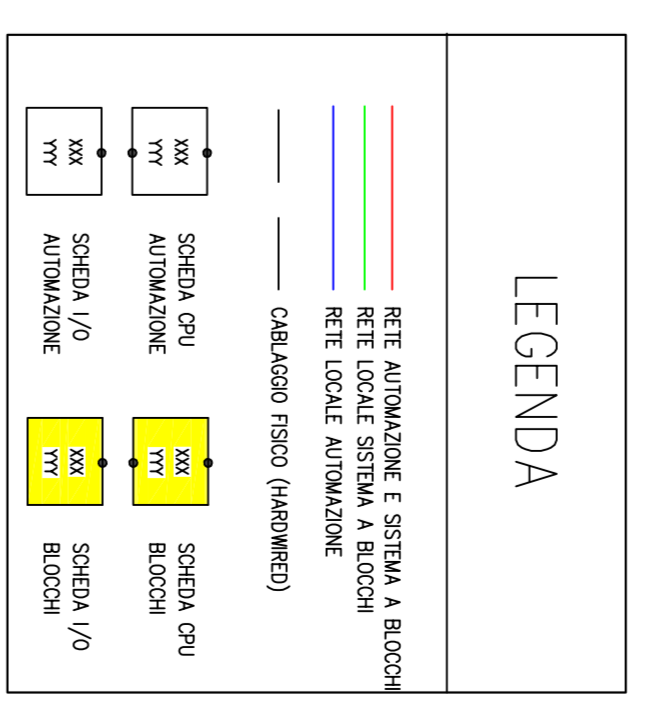 LEGENDA
RETE AUTOMAZIONE E SISTEMA A BLOCCHI
RETE LOCALE SISTEMA A BLOCCHI
RETE LOCALE AUTOMAZIONE
CABLAGGIO FISICO (HARDWIRED)
XXX
YYY
SCHEDA CPU
AUTOMAZIONE
XXX
YYY
SCHEDA CPU
BLOCCHI
XXX
YYY
SCHEDA I/O
AUTOMAZIONE
XXX
YYY
SCHEDA I/O
BLOCCHI